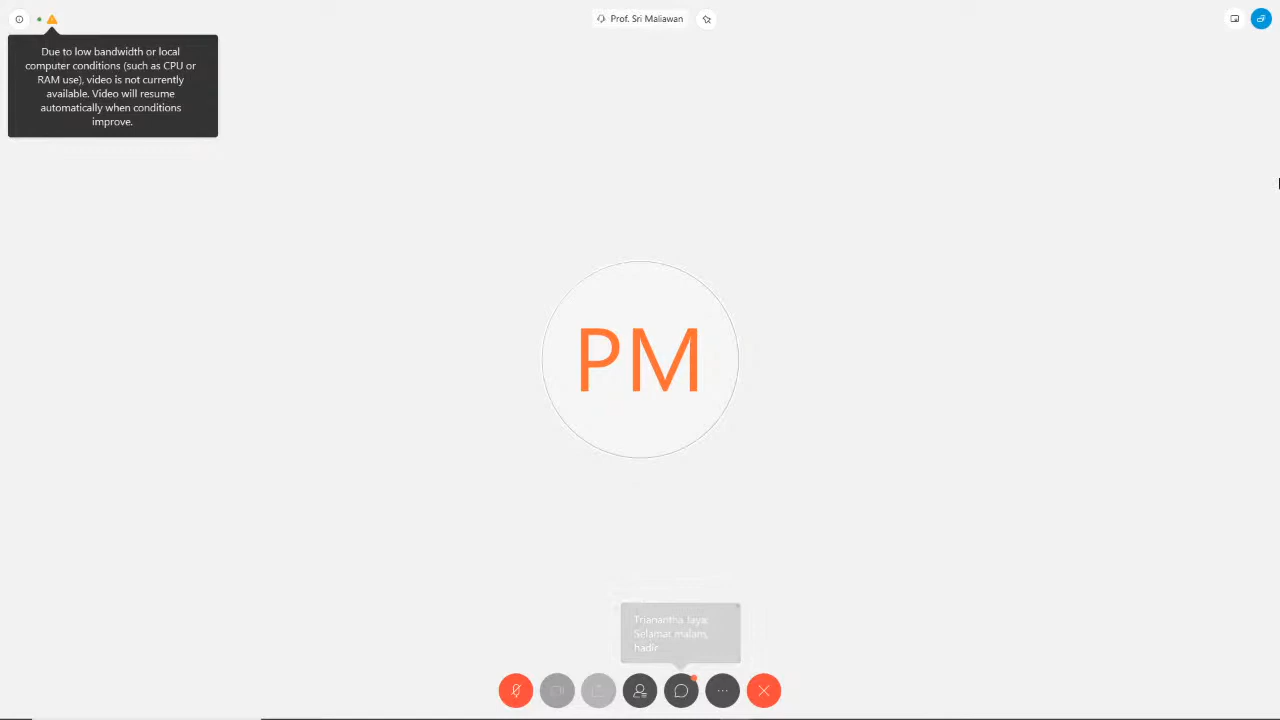 Prof. Sri Maliawan
Due to low bandwidth or local
computer conditions (such as CPU or
RAM use), video is not currently
available. Video will resume
automatically when conditions
improve.
PM
Trianantha Jaya:
Selamat malam,
hadir